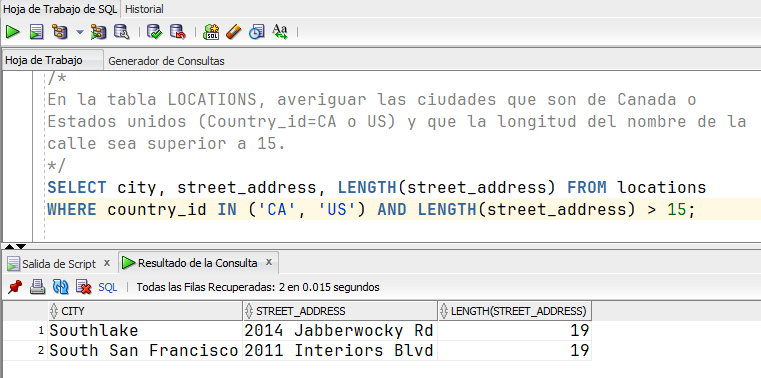 Hoja de Trabajo de SQL Historial
Hoja de Trabajo Generador de Consultas
/*
En la tabla LOCATIONS, averiguar las ciudades que son de Canada o
Estados unidos (Country_id=CA o US) y que la longitud del nombre de la
calle sea superior a 15.
*/
SELECT city, street_address, LENGTH(street_address) FROM locations
WHERE country_id IN ('CA', 'US') AND LENGTH(street_address) > 15;
Salida de Script x Resultado de la Consulta x
SQL | Todas las Filas Recuperadas: 2 en 0.015 segundos
CITY STREET_ADDRESS LENGTH(STREET_ADDRESS)
1 Southlake 2014 Jabberwocky Rd 19
2 South San Francisco 2011 Interiors Blvd 19